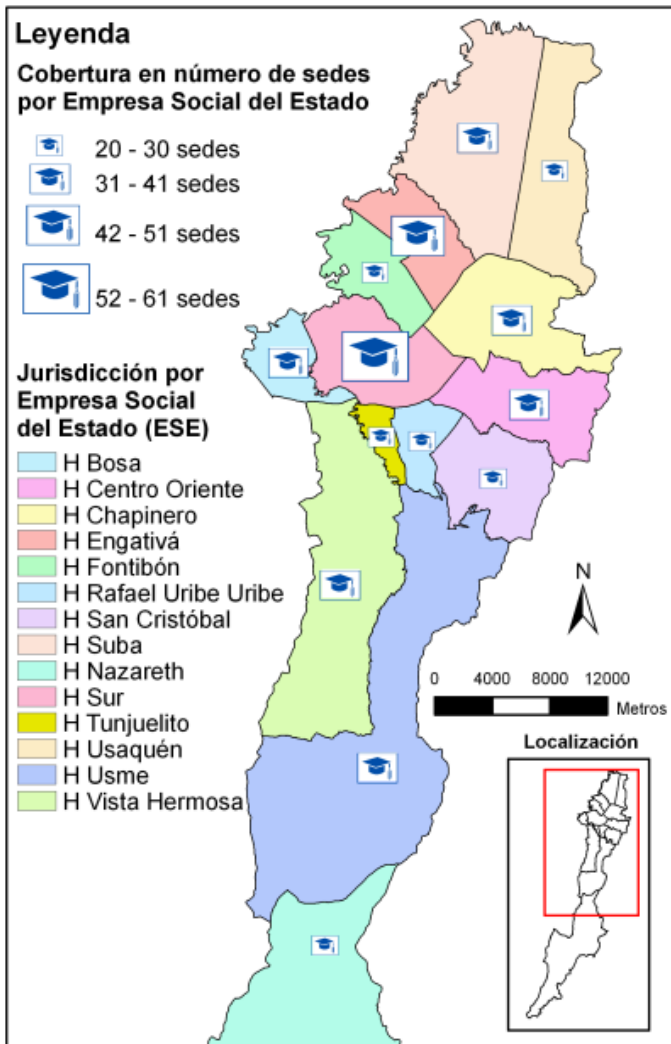 Leyenda
Cobertura en número de sedes
por Empresa Social del Estado
20 - 30 sedes
31 - 41 sedes
42 - 51 sedes
52 - 61 sedes
Jurisdicción por
Empresa Social
del Estado (ESE)
H Bosa
H Centro Oriente
H Chapinero
H Engativá
H Fontibón
H Rafael Uribe Uribe
H San Cristóbal
H Suba
H Nazareth
H Sur
H Tunjuelito
H Usaquén
H Usme
H Vista Hermosa
N
0 4000 8000 12000
Metros
Localización